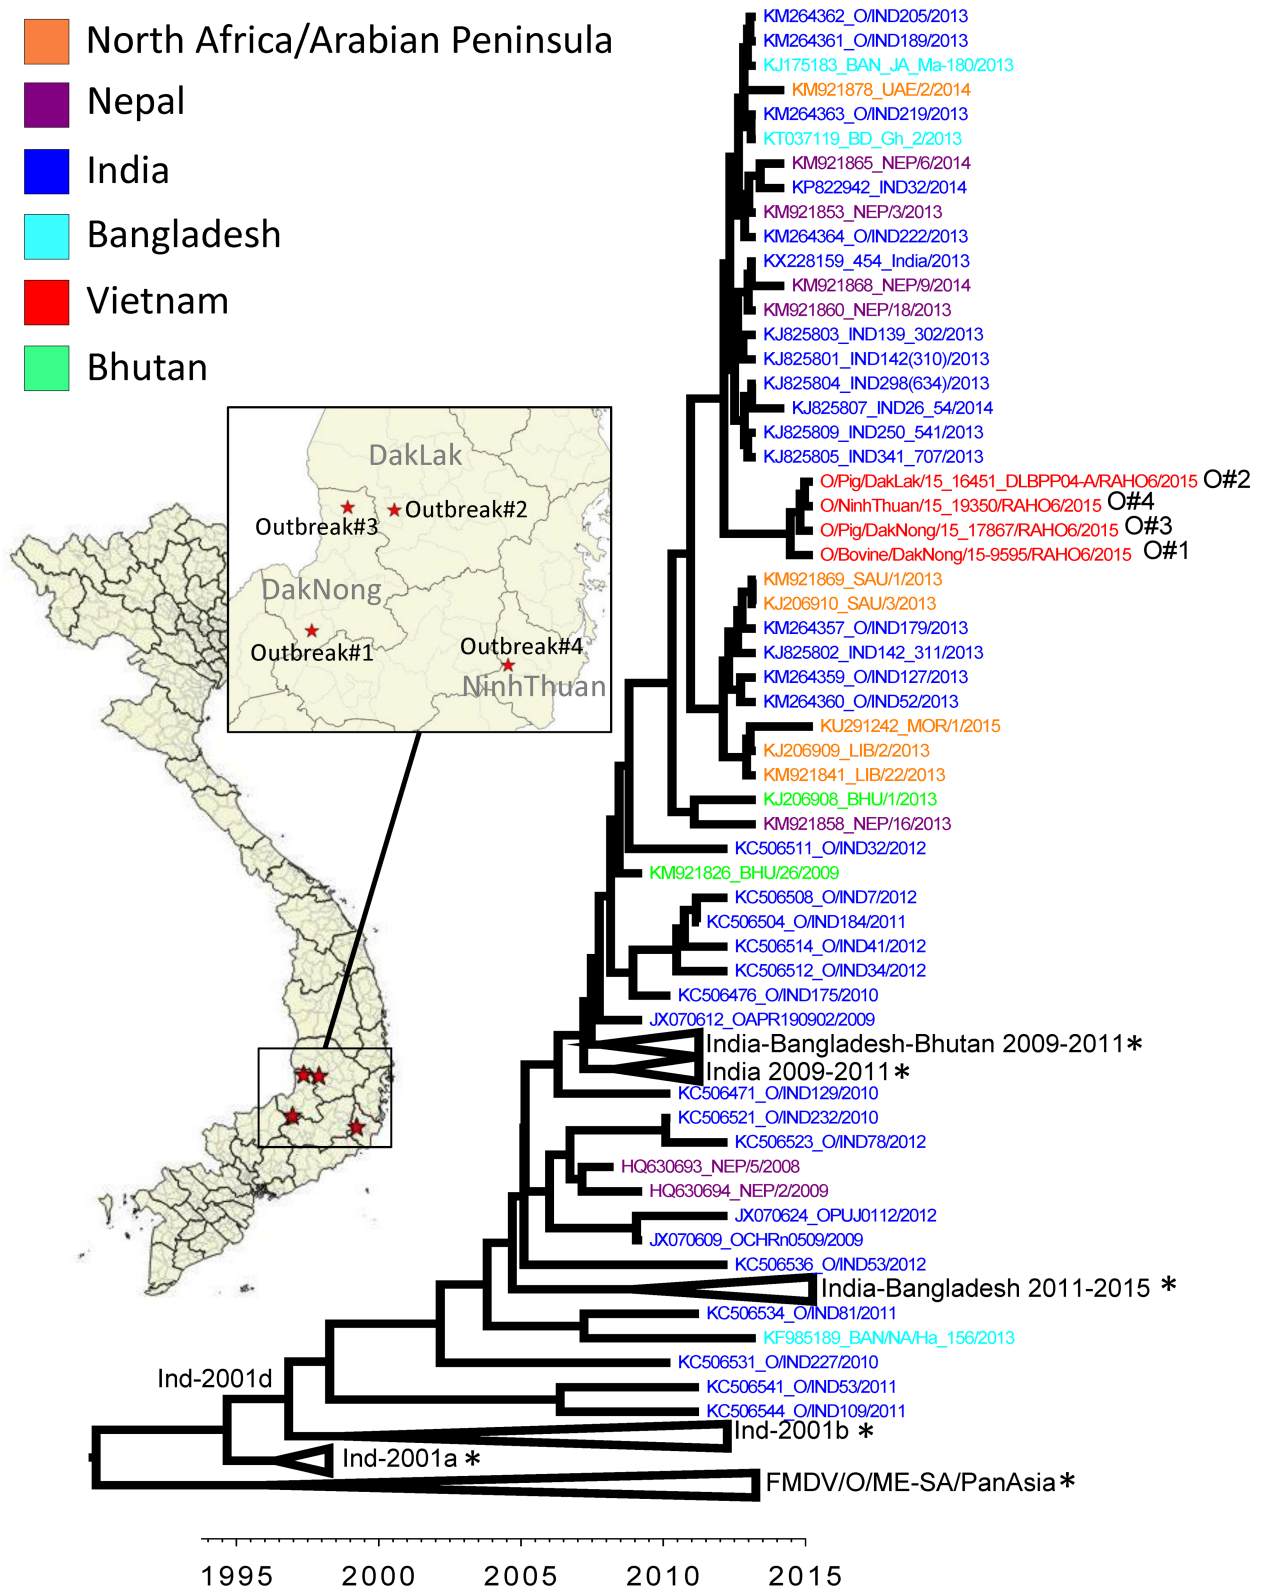 North Africa/Arabian Peninsula
Nepal
India
Bangladesh
Vietnam
Bhutan
DakLak
Outbreak#3
Outbreak#2
DakNong
Outbreak#1
Outbreak#4
NinhThuan
KM264362_O/IND205/2013
KM264361_O/IND189/2013
KJ175183_BAN_JA_Ma-180/2013
KM921878_UAE/2/2014
KM264363_O/IND219/2013
KT037119_BD_Gh_2/2013
KM921865_NEP/6/2014
KP822942_IND32/2014
KM921853_NEP/3/2013
KM264364_O/IND222/2013
KX228159_454_India/2013
KM921868_NEP/9/2014
KM921860_NEP/18/2013
KJ825803_IND139_302/2013
KJ825801_IND142(310)/2013
KJ825804_IND298(634)/2013
KJ825807_IND26_54/2014
KJ825809_IND250_541/2013
KJ825805_IND341_707/2013
O/Pig/DakLak/15_16451_DLBPP04-A/RAHO6/2015 O#2
O/NinhThuan/15_19350/RAHO6/2015 O#4
O/Pig/DakNong/15_17867/RAHO6/2015 O#3
O/Bovine/DakNong/15-9595/RAHO6/2015 O#1
KM921869_SAU/1/2013
KJ206910_SAU/3/2013
KM264357_O/IND179/2013
KJ825802_IND142_311/2013
KM264359_O/IND127/2013
KM264360_O/IND52/2013
KU291242_MOR/1/2015
KJ206909_LIB/2/2013
KM921841_LIB/22/2013
KJ206908_BHU/1/2013
KM921858_NEP/16/2013
KC506511_O/IND32/2012
KM921826_BHU/26/2009
KC506508_O/IND7/2012
KC506504_O/IND184/2011
KC506514_O/IND41/2012
KC506512_O/IND34/2012
KC506476_O/IND175/2010
JX070612_OAPR190902/2009
India-Bangladesh-Bhutan 2009-2011*
India 2009-2011*
KC506471_O/IND129/2010
KC506521_O/IND232/2010
KC506523_O/IND78/2012
HQ630693_NEP/5/2008
HQ630694_NEP/2/2009
JX070624_OPUJ0112/2012
JX070609_OCHRn0509/2009
KC506536_O/IND53/2012
India-Bangladesh 2011-2015 *
KC506534_O/IND81/2011
KF985189_BAN/NA/Ha_156/2013
KC506531_O/IND227/2010
Ind-2001d
KC506541_O/IND53/2011
KC506544_O/IND109/2011
Ind-2001b *
Ind-2001a *
FMDV/O/ME-SA/PanAsia*
1995 2000 2005 2010 2015